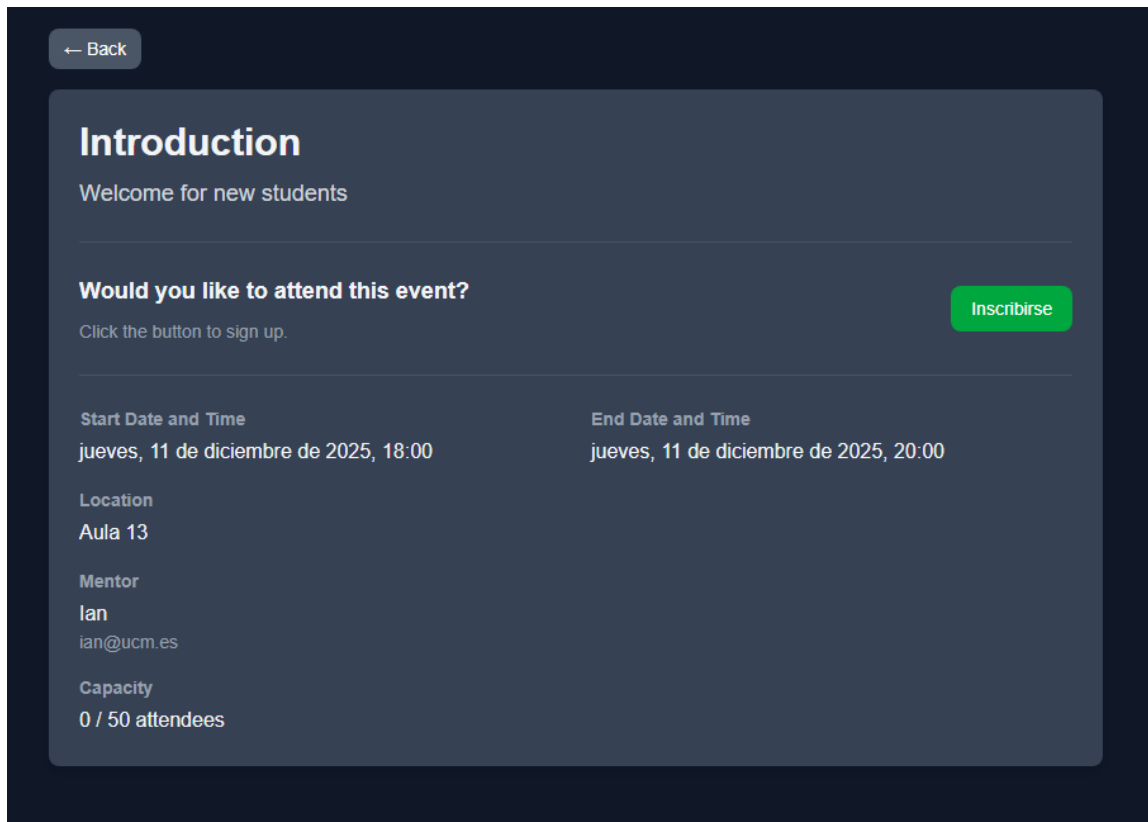 ← Back
Introduction
Welcome for new students
Would you like to attend this event?
Click the button to sign up.
Inscribirse
Start Date and Time
jueves, 11 de diciembre de 2025, 18:00
End Date and Time
jueves, 11 de diciembre de 2025, 20:00
Location
Aula 13
Mentor
Ian
ian@ucm.es
Capacity
0 / 50 attendees